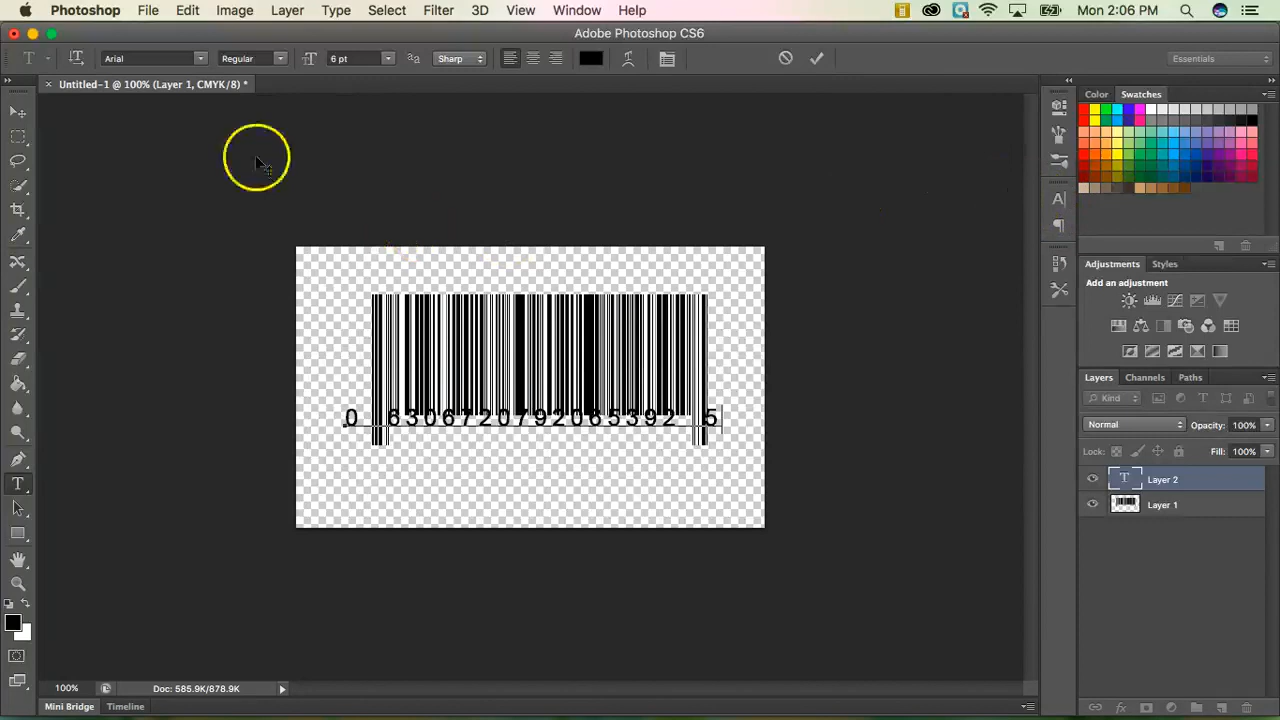 Photoshop File Edit Image Layer Type Select Filter 3D View Window Help Mon 2:06 PM
Adobe Photoshop CS6
T Arial Regular 6 pt Sharp Essentials
Untitled-1 @ 100% (Layer 1, CMYK/8) *
Color Swatches
0 6306720792065392 5
Adjustments Styles
Add an adjustment
Layers Channels Paths
Kind
Normal Opacity: 100%
Lock: Fill: 100%
T Layer 2
Layer 1
100% Doc: 585.9K/878.9K
Mini Bridge Timeline